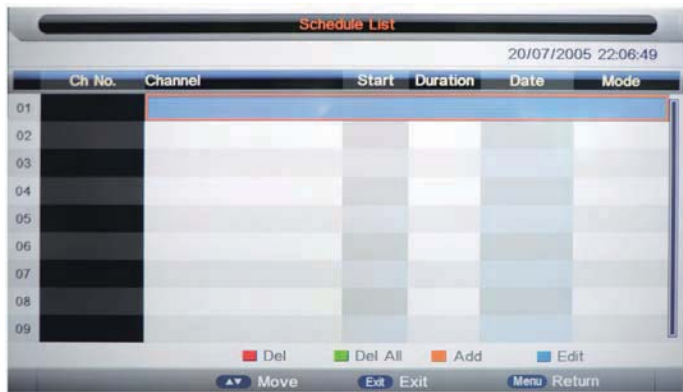 Schedule List
20/07/2005 22:06:49
Ch No. Channel Start Duration Date Mode
01
02
03
04
05
06
07
08
09
Del Del All Add Edit
▲▼ Move Exit Exit Menu Return